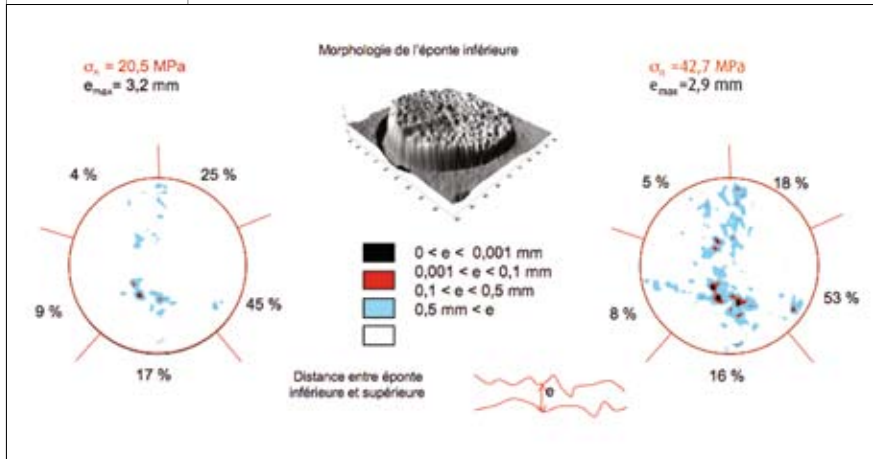 σn = 20,5 MPa
emax= 3,2 mm
Morphologie de l'éponte inférieure
σn =42,7 MPa
emax=2,9 mm
4 %
25 %
9 %
45 %
17 %
0 < e < 0,001 mm
0,001 < e < 0,1 mm
0,1 < e < 0,5 mm
0,5 mm < e
5 %
18 %
8 %
53 %
16 %
Distance entre éponte
inférieure et supérieure
e